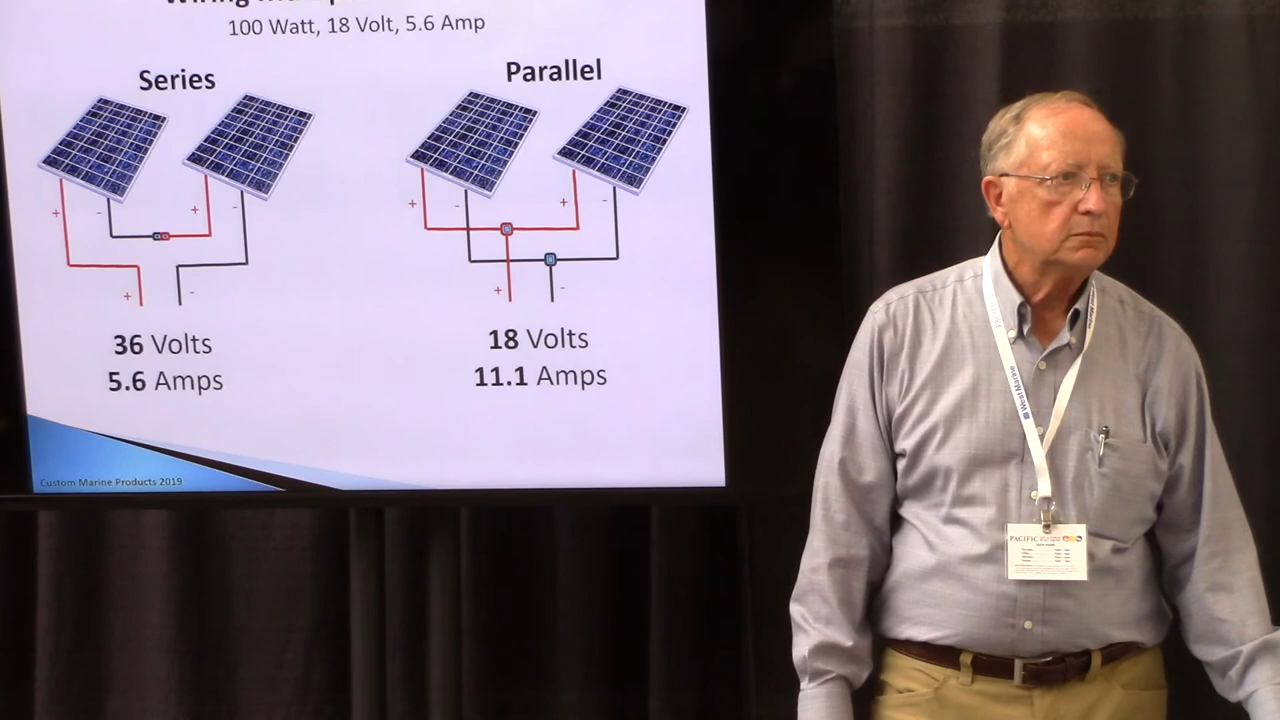 100 Watt, 18 Volt, 5.6 Amp
Series
Parallel
+ - + -
+ - + -
+ -
+ -
36 Volts
5.6 Amps
18 Volts
11.1 Amps
Custom Marine Products 2019
West Marine
PACIFIC